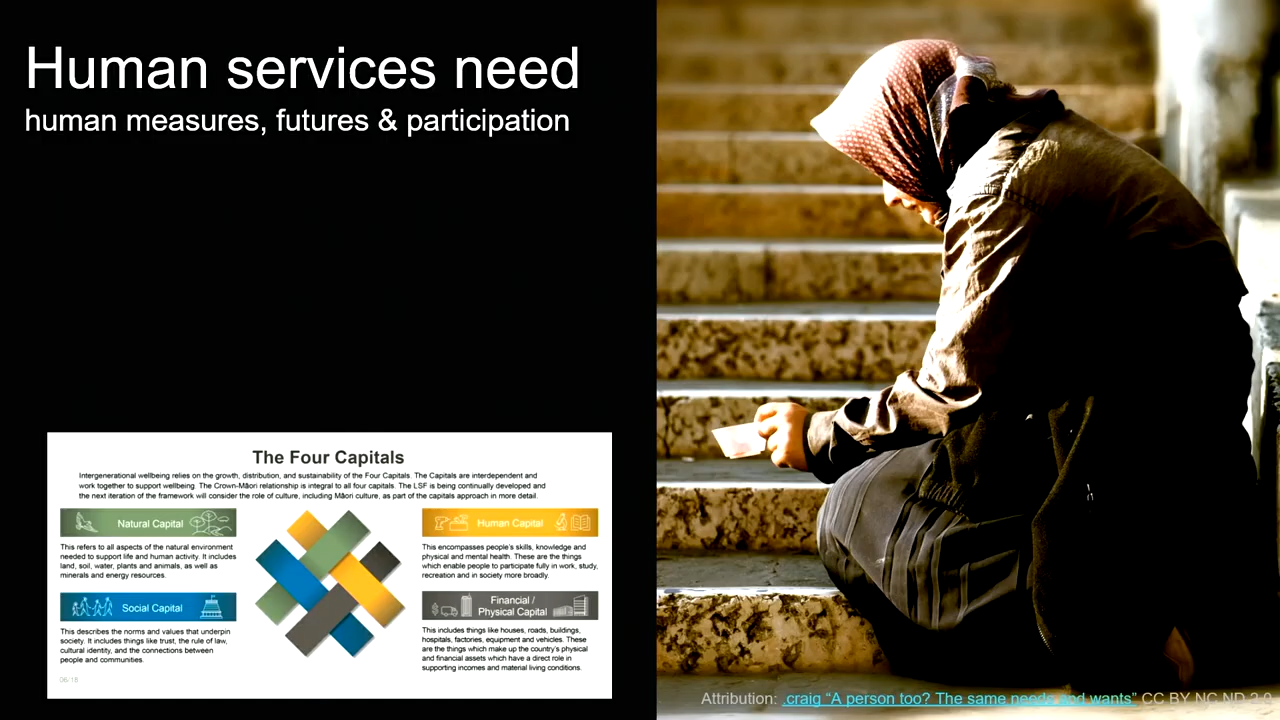 Human services need
human measures, futures & participation
The Four Capitals
Intergenerational wellbeing relies on the growth, distribution, and sustainability of the Four Capitals. The Capitals are interdependent and
work together to support wellbeing. The Crown-Māori relationship is integral to all four capitals. The LSF is being continually developed and
the next iteration of the framework will consider the role of culture, including Māori culture, as part of the capitals approach in more detail.
Natural Capital
This refers to all aspects of the natural environment
needed to support life and human activity. It includes
land, soil, water, plants and animals, as well as
minerals and energy resources.
Social Capital
This describes the norms and values that underpin
society. It includes things like trust, the rule of law,
cultural identity, and the connections between
people and communities.
Human Capital
This encompasses people's skills, knowledge and
physical and mental health. These are the things
which enable people to participate fully in work, study,
recreation and in society more broadly.
Financial /
Physical Capital
This includes things like houses, roads, buildings,
hospitals, factories, equipment and vehicles. These
are the things which make up the country's physical
and financial assets which have a direct role in
supporting incomes and material living conditions.
06/18
Attribution: .craig “A person too? The same needs and wants” CC BY NC ND 2.0